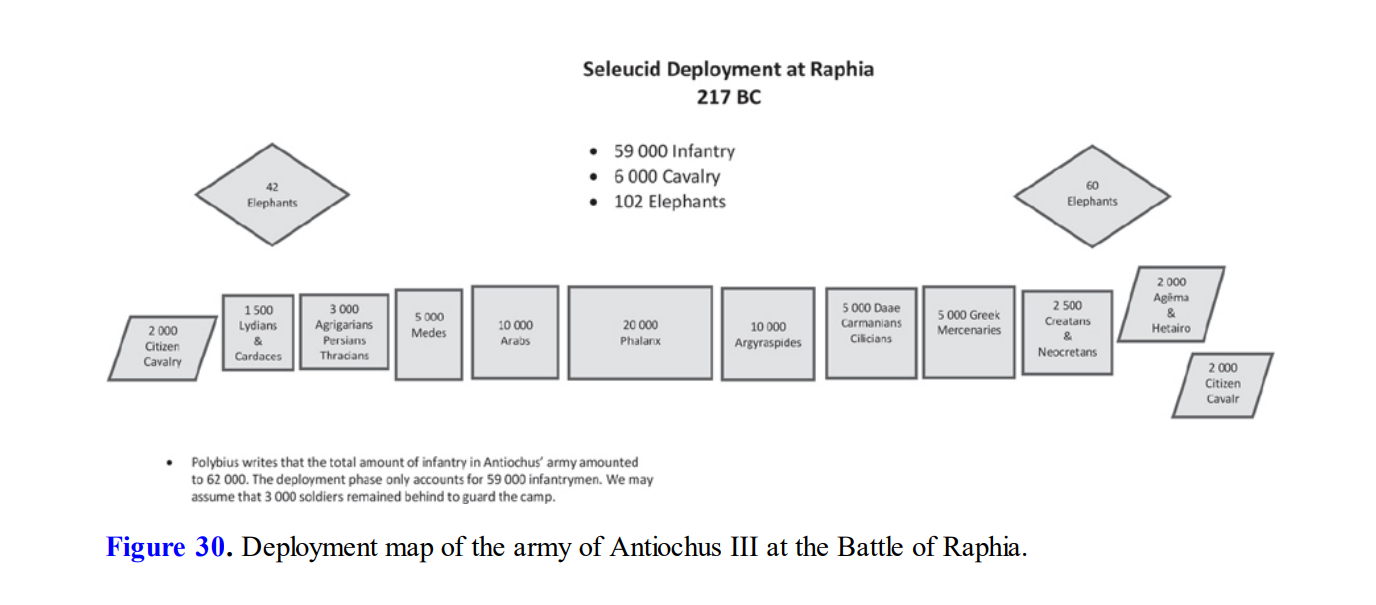 Seleucid Deployment at Raphia
217 BC
• 59 000 Infantry
• 6 000 Cavalry
• 102 Elephants
42
Elephants
60
Elephants
2 000
Citizen
Cavalry
1 500
Lydians
&
Cardaces
3 000
Agrigarians
Persians
Thracians
5 000
Medes
10 000
Arabs
20 000
Phalanx
10 000
Argyraspides
5 000 Daae
Carmanians
Cilicians
5 000 Greek
Mercenaries
2 500
Creatans
&
Neocretans
2 000
Agêma
&
Hetairo
2 000
Citizen
Cavalr
• Polybius writes that the total amount of infantry in Antiochus' army amounted
to 62 000. The deployment phase only accounts for 59 000 infantrymen. We may
assume that 3 000 soldiers remained behind to guard the camp.
Figure 30. Deployment map of the army of Antiochus III at the Battle of Raphia.